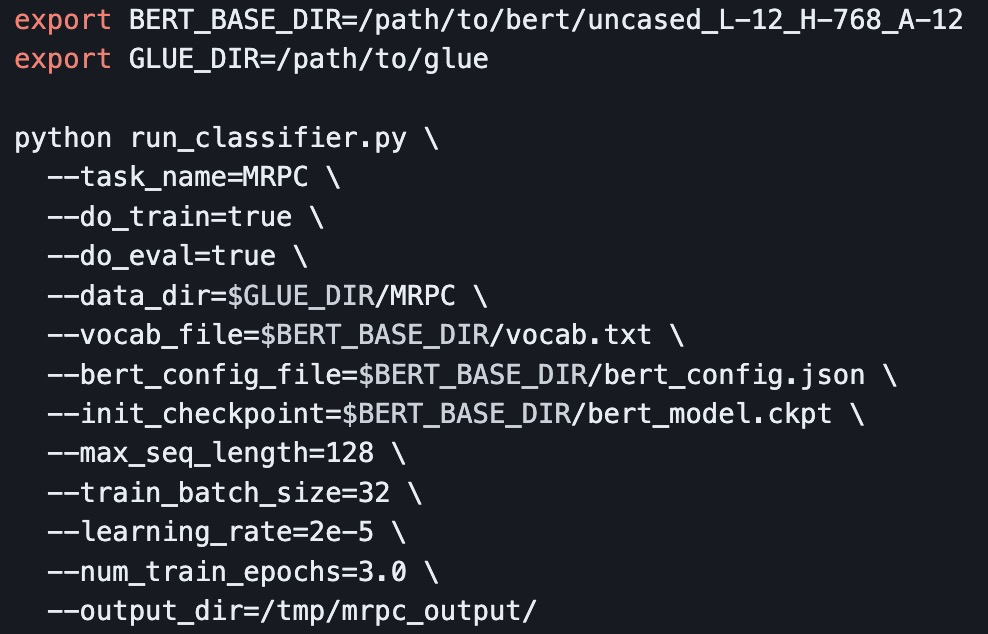 export BERT_BASE_DIR=/path/to/bert/uncased_L-12_H-768_A-12
export GLUE_DIR=/path/to/glue

python run_classifier.py \
  --task_name=MRPC \
  --do_train=true \
  --do_eval=true \
  --data_dir=$GLUE_DIR/MRPC \
  --vocab_file=$BERT_BASE_DIR/vocab.txt \
  --bert_config_file=$BERT_BASE_DIR/bert_config.json \
  --init_checkpoint=$BERT_BASE_DIR/bert_model.ckpt \
  --max_seq_length=128 \
  --train_batch_size=32 \
  --learning_rate=2e-5 \
  --num_train_epochs=3.0 \
  --output_dir=/tmp/mrpc_output/